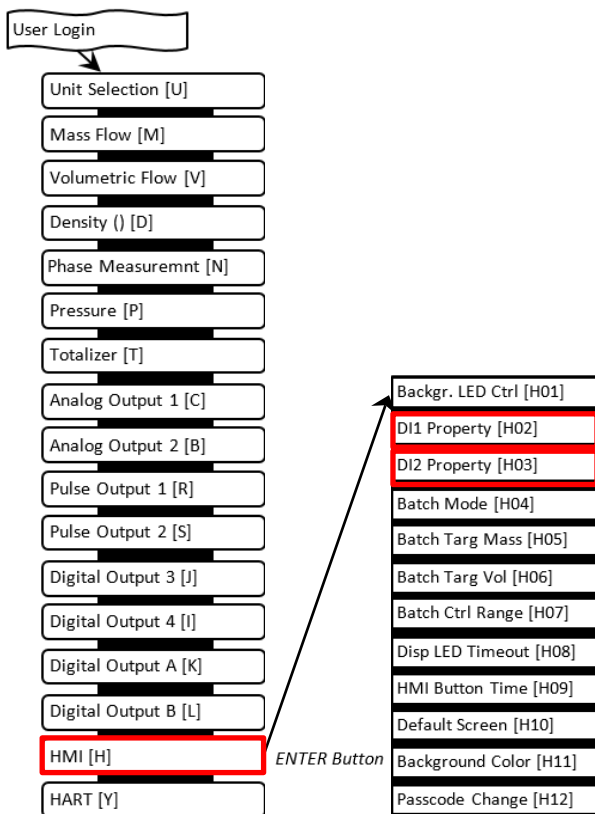 User Login
Unit Selection [U]
Mass Flow [M]
Volumetric Flow [V]
Density () [D]
Phase Measuremnt [N]
Pressure [P]
Totalizer [T]
Analog Output 1 [C]
Analog Output 2 [B]
Pulse Output 1 [R]
Pulse Output 2 [S]
Digital Output 3 [J]
Digital Output 4 [I]
Digital Output A [K]
Digital Output B [L]
HMI [H]
HART [Y]
ENTER Button
Backgr. LED Ctrl [H01]
DI1 Property [H02]
DI2 Property [H03]
Batch Mode [H04]
Batch Targ Mass [H05]
Batch Targ Vol [H06]
Batch Ctrl Range [H07]
Disp LED Timeout [H08]
HMI Button Time [H09]
Default Screen [H10]
Background Color [H11]
Passcode Change [H12]